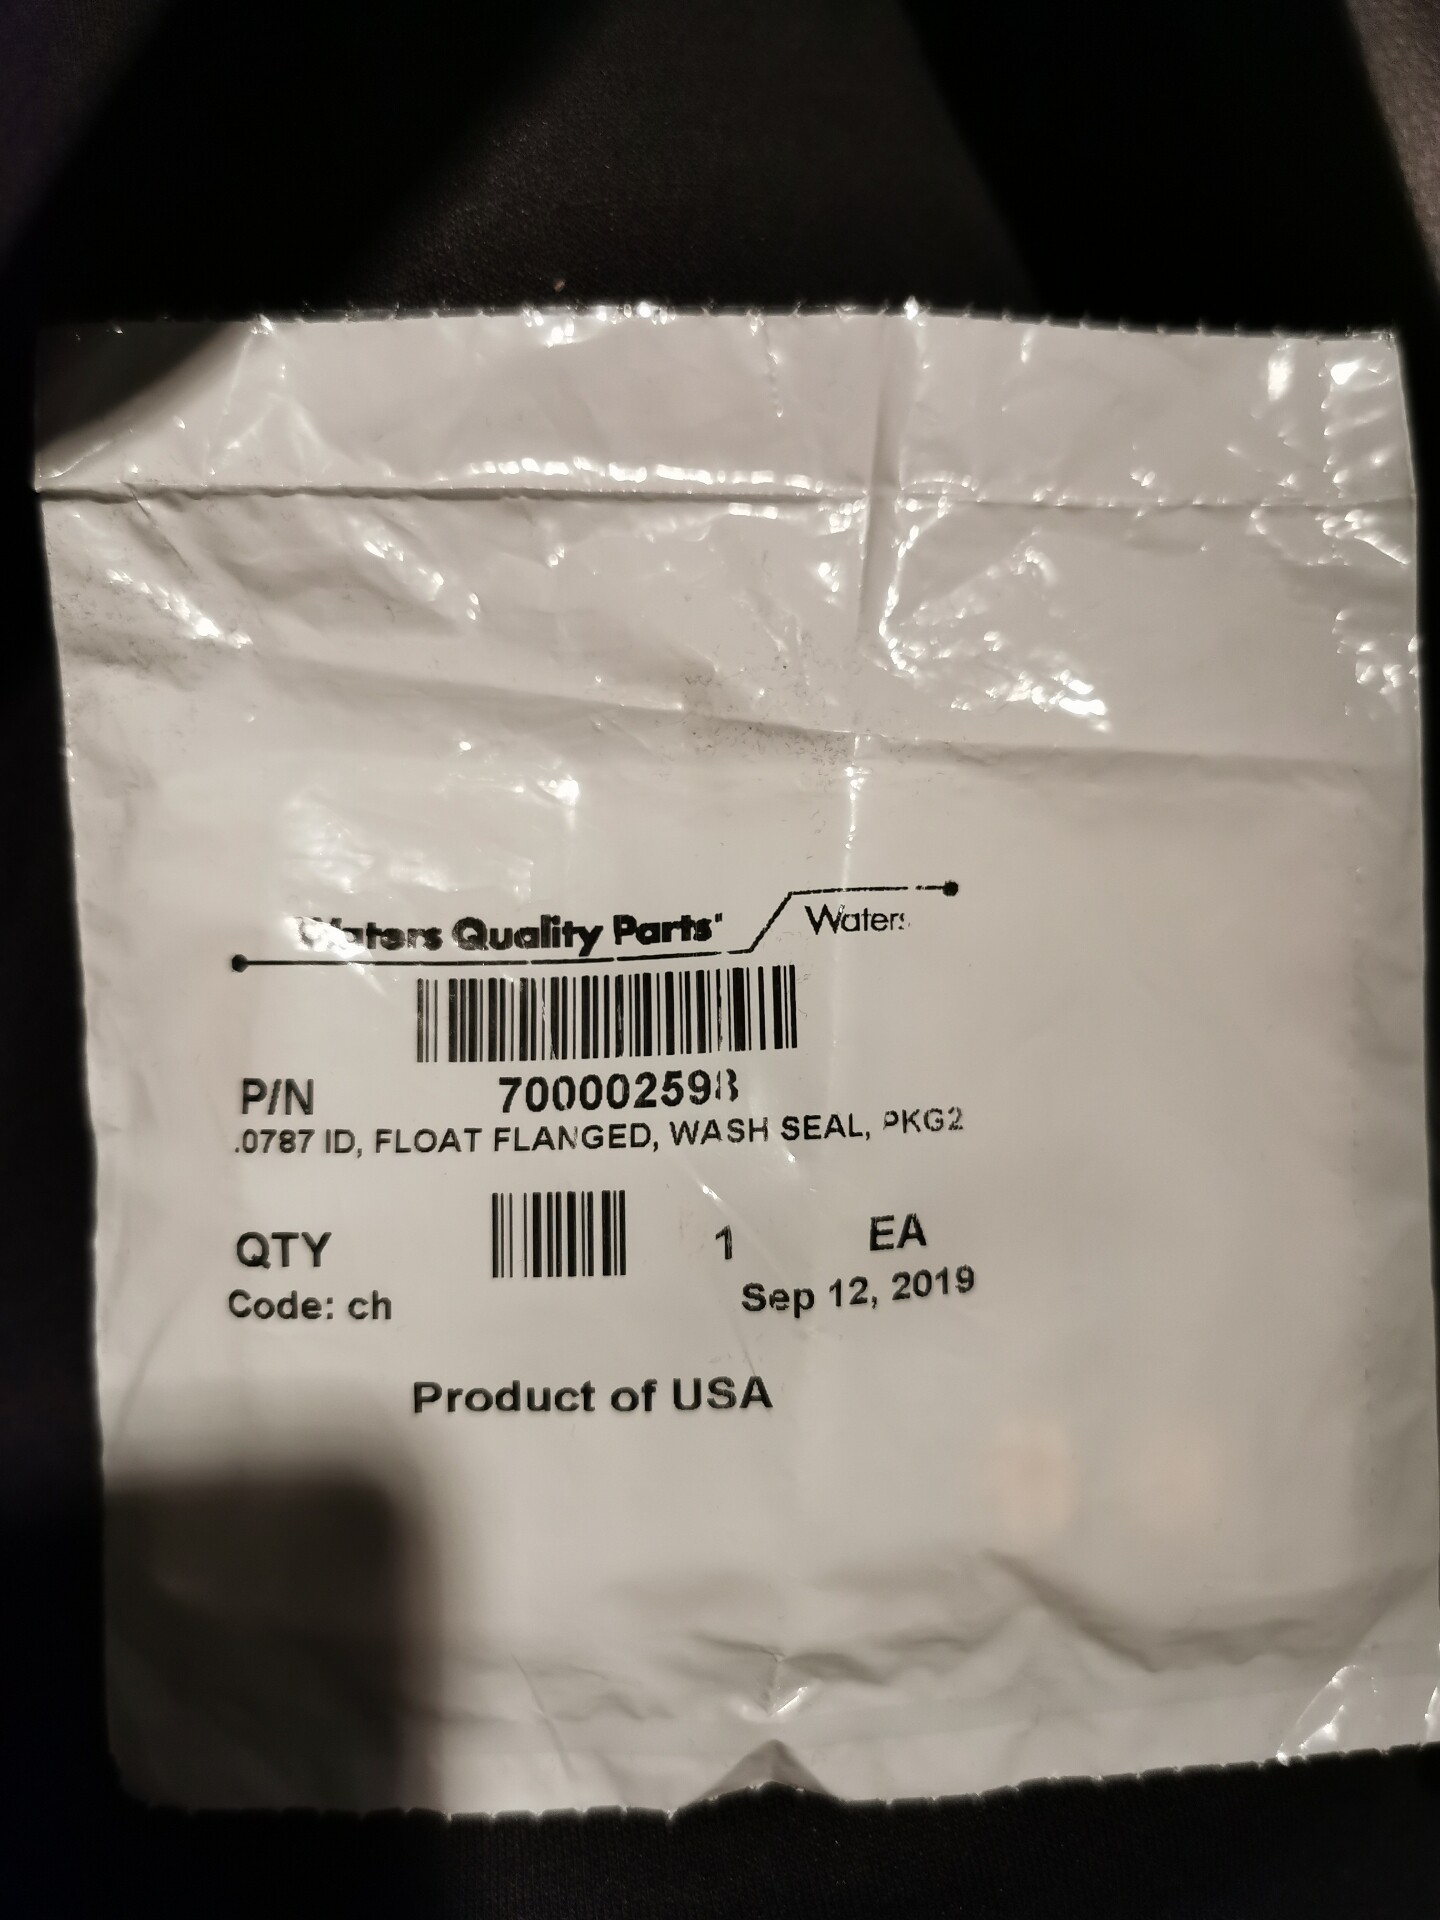 Waters Quality Parts™
Waters
P/N 700002598
.0787 ID, FLOAT FLANGED, WASH SEAL, PKG2
QTY 1 EA
Code: ch Sep 12, 2019
Product of USA